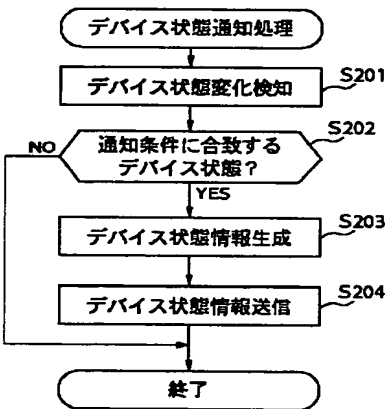 デバイス状態通知処理
デバイス状態変化検知
S201
通知条件に合致する
デバイス状態？
S202
NO
YES
デバイス状態情報生成
S203
デバイス状態情報送信
S204
終了